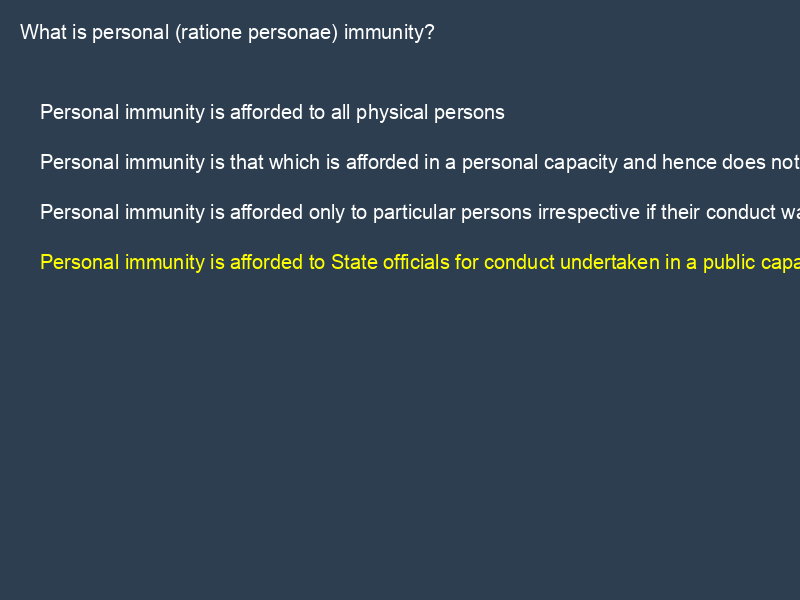 What is personal (ratione personae) immunity?
Personal immunity is afforded to all physical persons
Personal immunity is that which is afforded in a personal capacity and hence does not
Personal immunity is afforded only to particular persons irrespective if their conduct
Personal immunity is afforded to State officials for conduct undertaken in a public